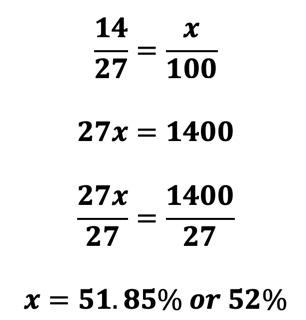 14/27 = x/100
27x = 1400
27x/27 = 1400/27
x = 51.85% or 52%